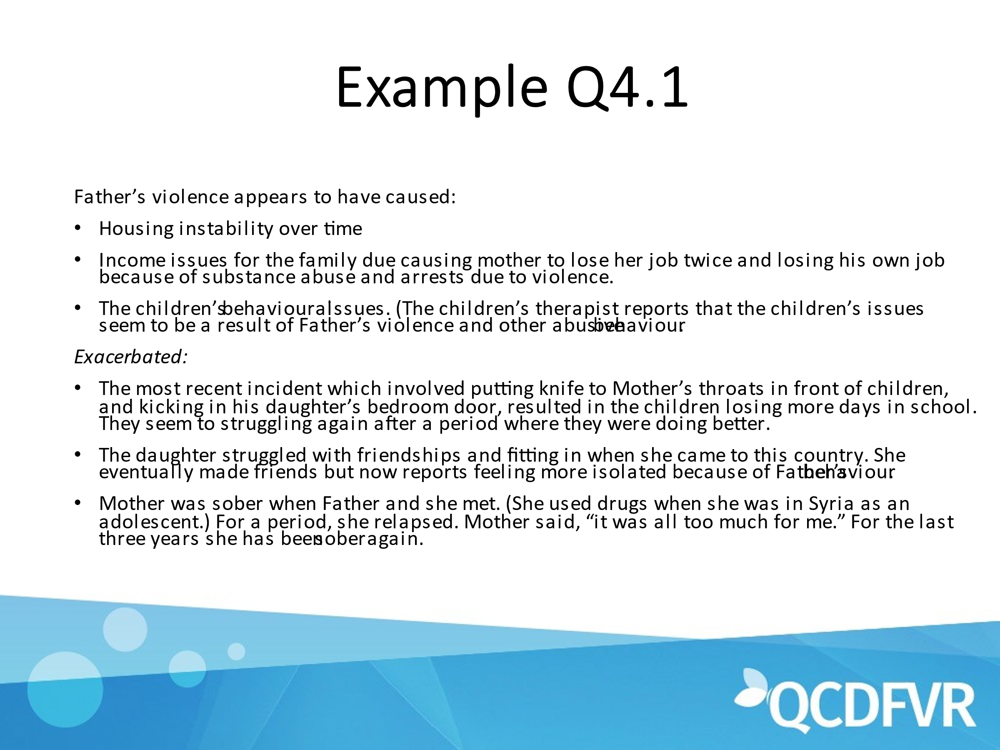 Example Q4.1
Father’s violence appears to have caused:
• Housing instability over time
• Income issues for the family due causing mother to lose her job twice and losing his own job
because of substance abuse and arrests due to violence.
• The children’s behavioural issues. (The children’s therapist reports that the children’s issues
seem to be a result of Father’s violence and other abusive behaviour.
Exacerbated:
• The most recent incident which involved putting knife to Mother’s throats in front of children,
and kicking in his daughter’s bedroom door, resulted in the children losing more days in school.
They seem to struggling again after a period where they were doing better.
• The daughter struggled with friendships and fitting in when she came to this country. She
eventually made friends but now reports feeling more isolated because of Father’s behaviour.
• Mother was sober when Father and she met. (She used drugs when she was in Syria as an
adolescent.) For a period, she relapsed. Mother said, “it was all too much for me.” For the last
three years she has been sober again.
QCDFVR